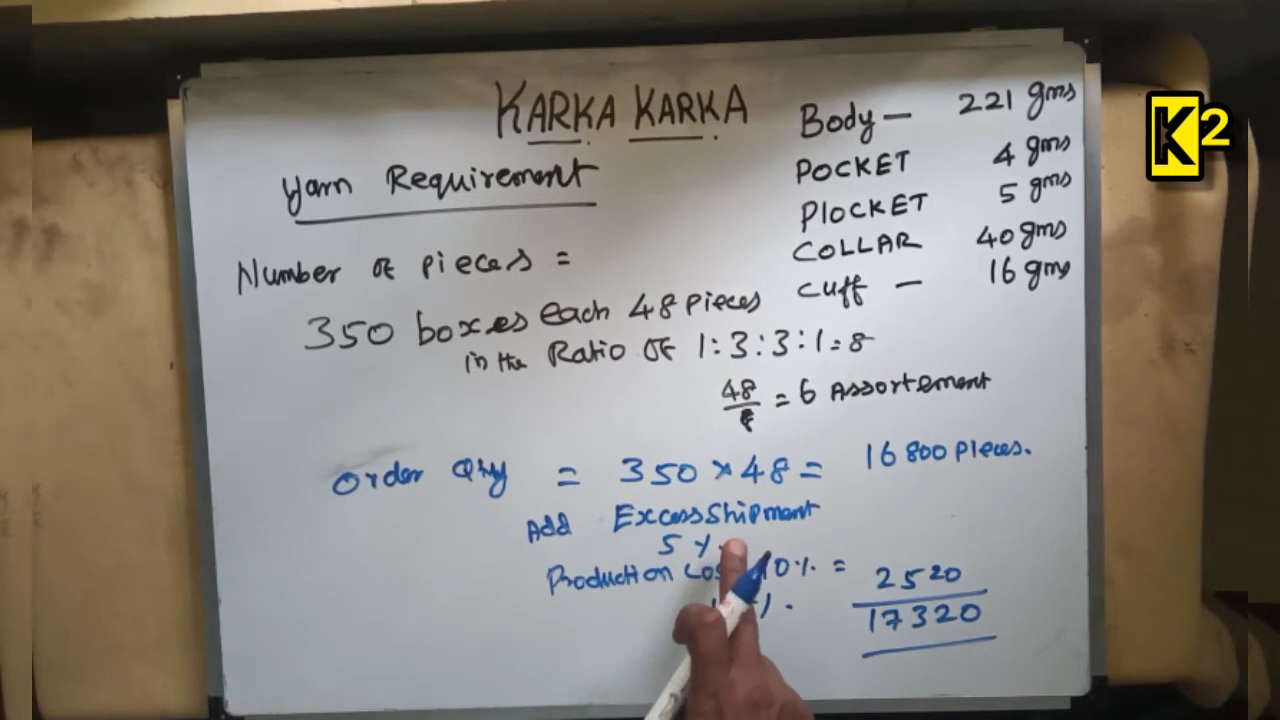 KARKA KARKA
Yarn Requirement
Number of pieces =
350 boxes each 48 pieces
in the Ratio of 1:3:3:1=8
48/8 = 6 Assortement
Body — 221 gms
POCKET 4 gms
PlOCKET 5 gms
COLLAR 40 gms
Cuff — 16 gms
Order Qty = 350 × 48 = 16800 Pieces.
Add Excess Shipment
5 %
Production 10% = 2520
17320
K2